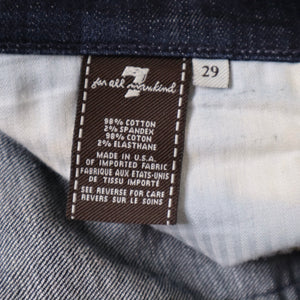 7
for all mankind
29
98% COTTON
2% SPANDEX
98% COTON
2% ELASTHANE
MADE IN U.S.A.
OF IMPORTED FABRIC
FABRIQUE AUX ETATS-UNIS
DE TISSU IMPORTÉ
SEE REVERSE FOR CARE
REVERS SUR LE SOINS